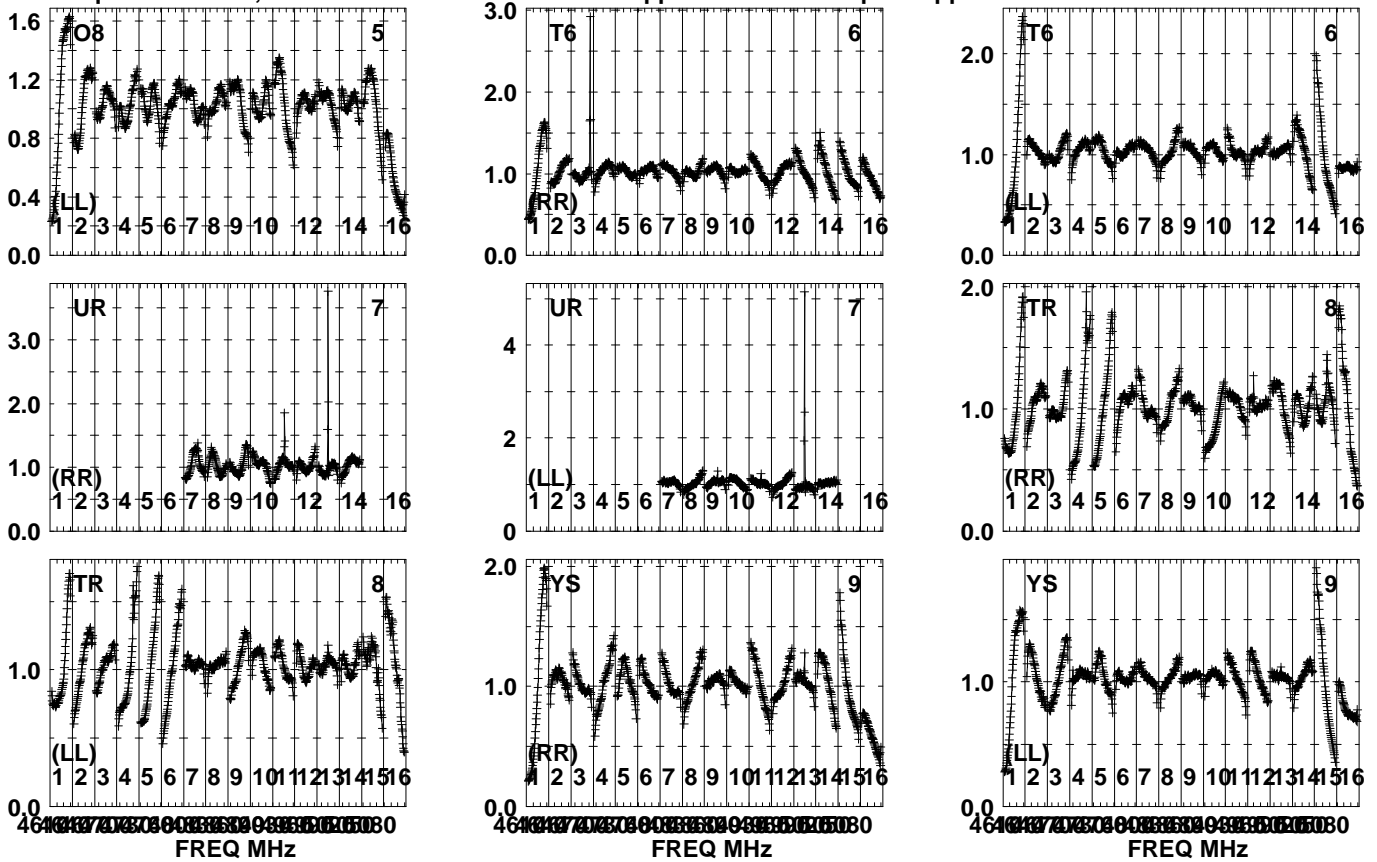 1.6 O8 5
1.2
0.8
0.4
(LL)
1 2 3 4 5 6 7 8 9 10 12 14 16
0.0
3.0 T6 6
2.0
1.0
(RR)
1 2 3 4 5 6 7 8 9 10 12 14 16
0.0
T6 6
2.0
1.0
(LL)
1 2 3 4 5 6 7 8 9 10 12 14 16
0.0
UR 7
3.0
2.0
1.0
(RR)
1 2 3 4 5 6 7 8 9 10 12 14 16
0.0
UR 7
4
2
(LL)
1 2 3 4 5 6 7 8 9 10 12 14 16
0
2.0 TR 8
1.0
(RR)
1 2 3 4 5 6 7 8 9 10 12 14 16
0.0
TR 8
1.0
(LL)
1 2 3 4 5 6 7 8 9 10 11 12 13 14 15 16
0.0
FREQ MHz
2.0 YS 9
1.0
(RR)
1 2 3 4 5 6 7 8 9 10 11 12 13 14 15 16
0.0
FREQ MHz
YS 9
1.0
(LL)
1 2 3 4 5 6 7 8 9 10 11 12 13 14 15 16
0.0
FREQ MHz